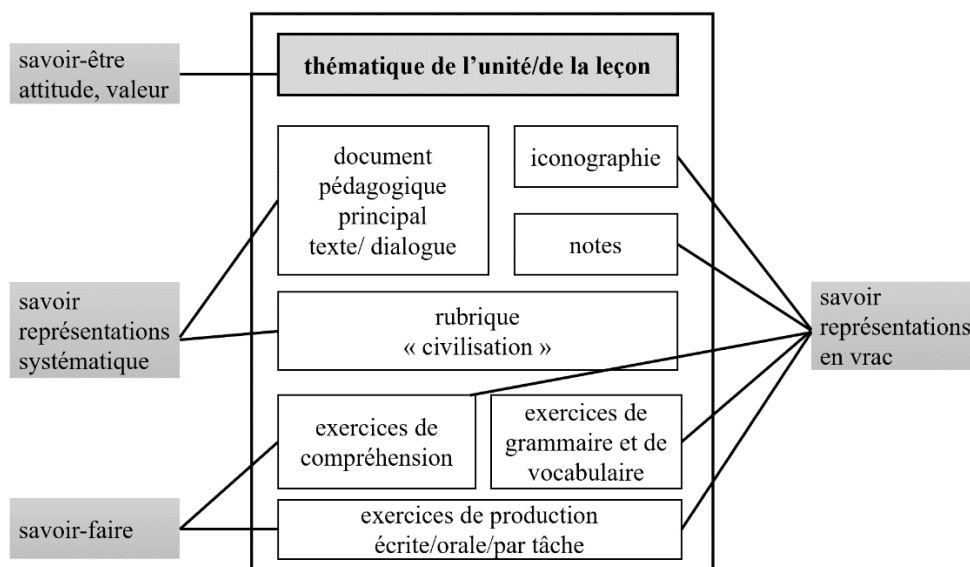 savoir-être
attitude, valeur
thématique de l’unité/de la leçon
document
pédagogique
principal
texte/ dialogue
iconographie
notes
savoir
représentations
systématique
rubrique
« civilisation »
savoir
représentations
en vrac
exercices de
compréhension
exercices de
grammaire et de
vocabulaire
savoir-faire
exercices de production
écrite/orale/par tâche